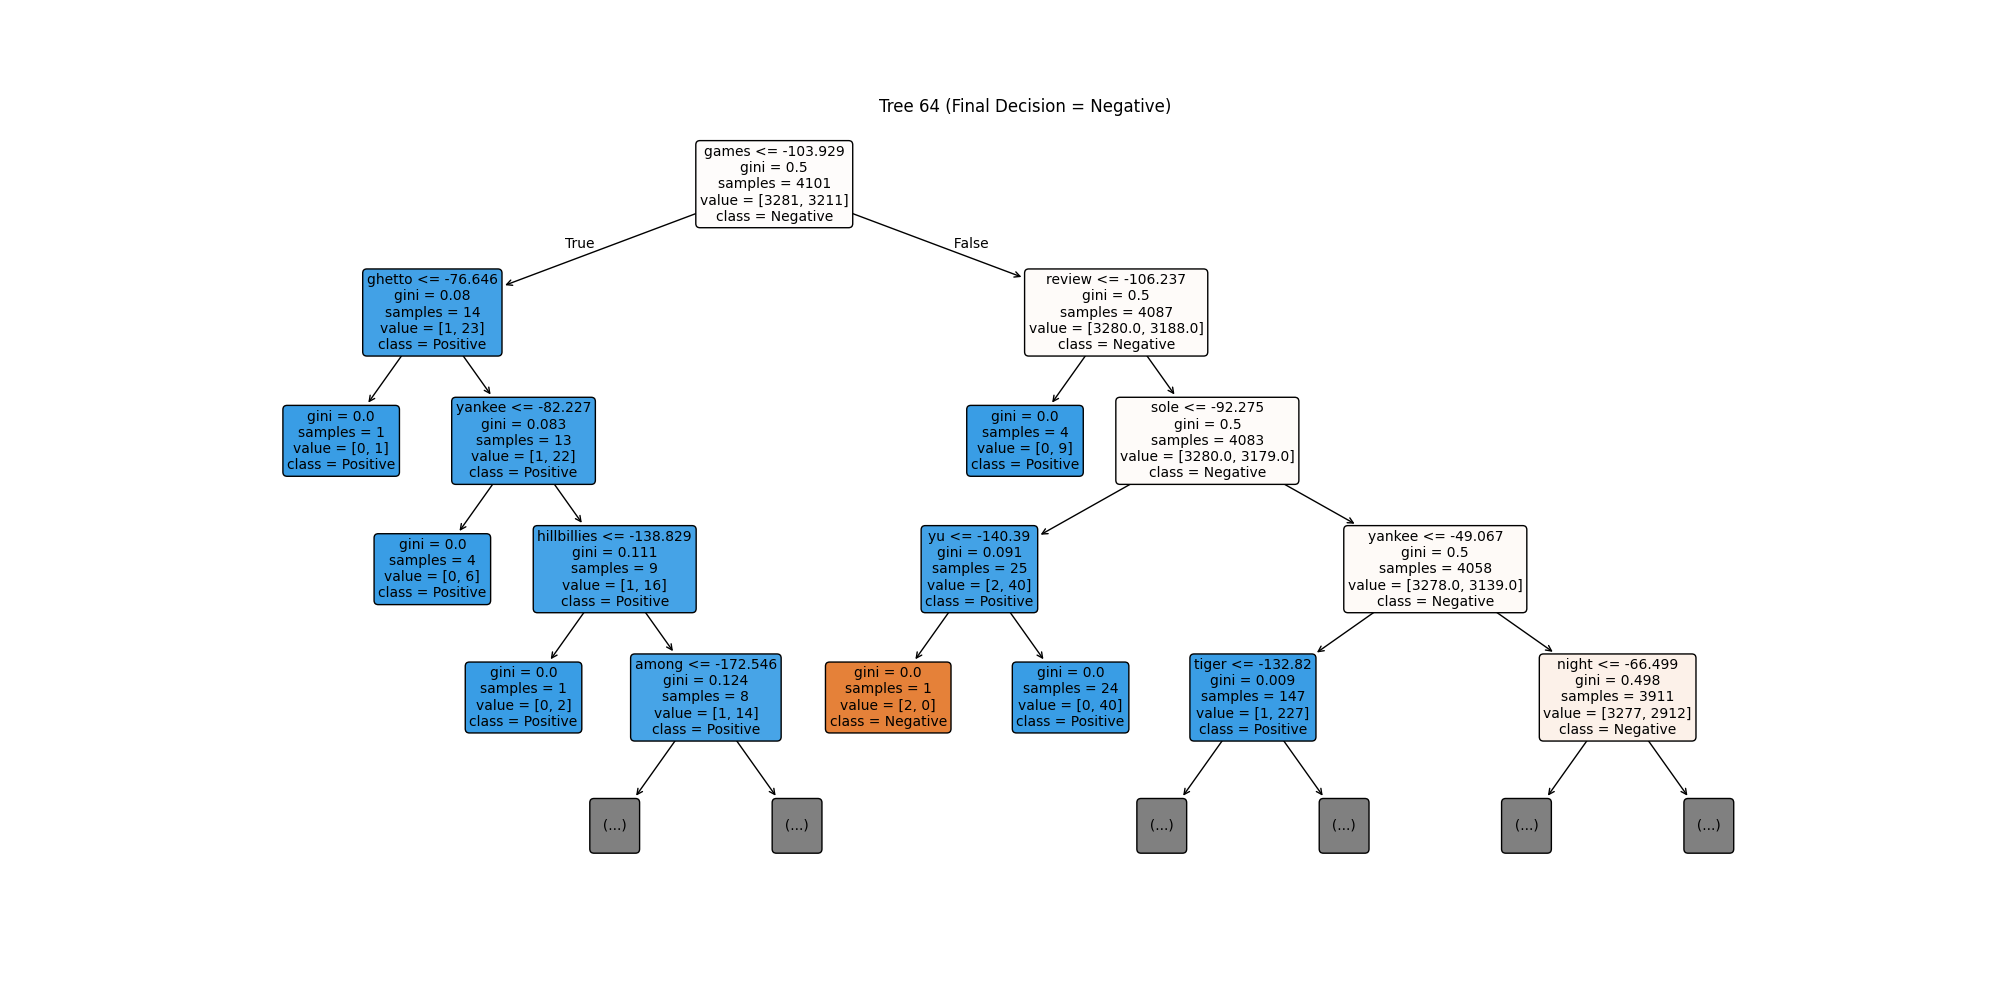 Tree 64 (Final Decision = Negative)
games <= -103.929
gini = 0.5
samples = 4101
value = [3281, 3211]
class = Negative
True
False
ghetto <= -76.646
gini = 0.08
samples = 14
value = [1, 23]
class = Positive
review <= -106.237
gini = 0.5
samples = 4087
value = [3280.0, 3188.0]
class = Negative
gini = 0.0
samples = 1
value = [0, 1]
class = Positive
yankee <= -82.227
gini = 0.083
samples = 13
value = [1, 22]
class = Positive
gini = 0.0
samples = 4
value = [0, 9]
class = Positive
sole <= -92.275
gini = 0.5
samples = 4083
value = [3280.0, 3179.0]
class = Negative
gini = 0.0
samples = 4
value = [0, 6]
class = Positive
hillbillies <= -138.829
gini = 0.111
samples = 9
value = [1, 16]
class = Positive
yu <= -140.39
gini = 0.091
samples = 25
value = [2, 40]
class = Positive
yankee <= -49.067
gini = 0.5
samples = 4058
value = [3278.0, 3139.0]
class = Negative
gini = 0.0
samples = 1
value = [0, 2]
class = Positive
among <= -172.546
gini = 0.124
samples = 8
value = [1, 14]
class = Positive
gini = 0.0
samples = 1
value = [2, 0]
class = Negative
gini = 0.0
samples = 24
value = [0, 40]
class = Positive
tiger <= -132.82
gini = 0.009
samples = 147
value = [1, 227]
class = Positive
night <= -66.499
gini = 0.498
samples = 3911
value = [3277, 2912]
class = Negative
(...)
(...)
(...)
(...)
(...)
(...)